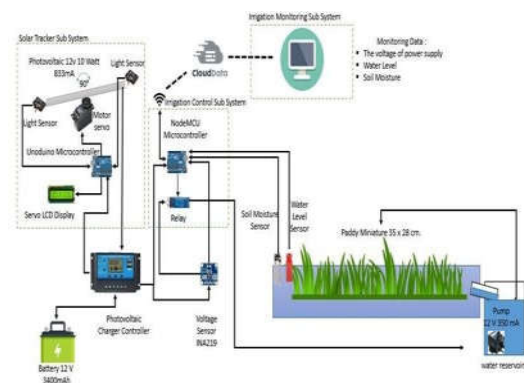 Solar Tracker Sub System
Photovoltaic 12v 10 Watt
833mA
90°
Light Sensor
Light Sensor
Motor
servo
Unoduino Microcontroller
Servo LCD Display
Battery 12 V
3400mAh
Photovoltaic
Charger Controller
CloudData
Irrigation Control Sub System
NodeMCU
Microcontroller
Relay
Voltage
Sensor
INA219
Irrigation Monitoring Sub System
Monitoring Data :
* The voltage of power supply
* Water Level
* Soil Moisture
Soil Moisture
Sensor
Water
Level
Sensor
Paddy Miniature 35 x 28 cm.
Pump
12 V 350 mA
water reservoir